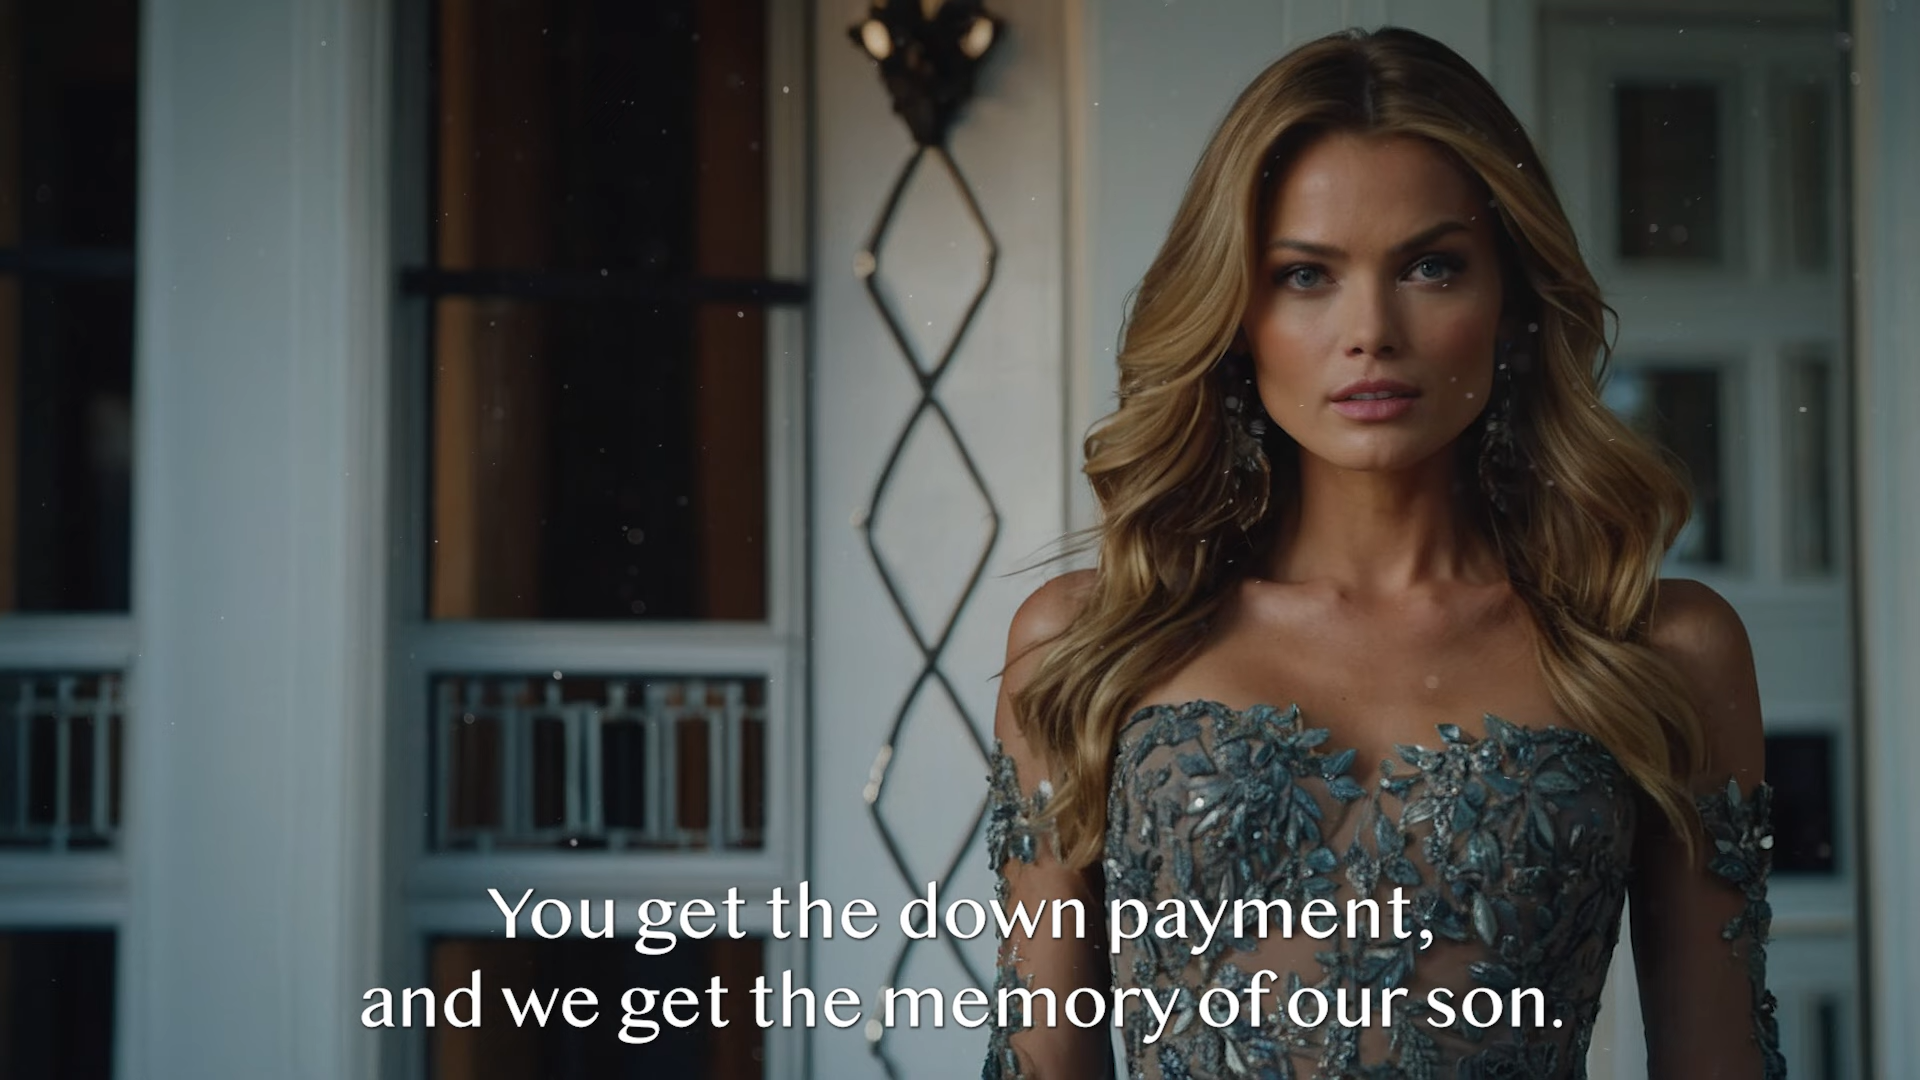 You get the down payment,
and we get the memory of our son.